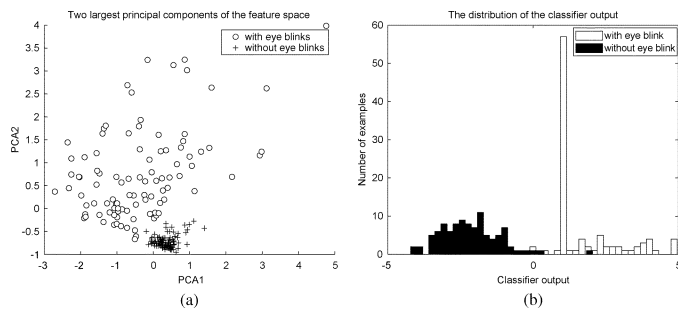 Two largest principal components of the feature space
with eye blinks
without eye blinks
4
3.5
3
2.5
2
1.5
1
0.5
0
-0.5
-1
PCA2
-3
-2
-1
0
1
2
3
4
5
PCA1
(a)
The distribution of the classifier output
with eye blink
without eye blink
60
50
40
30
20
10
0
Number of examples
-5
0
5
Classifier output
(b)